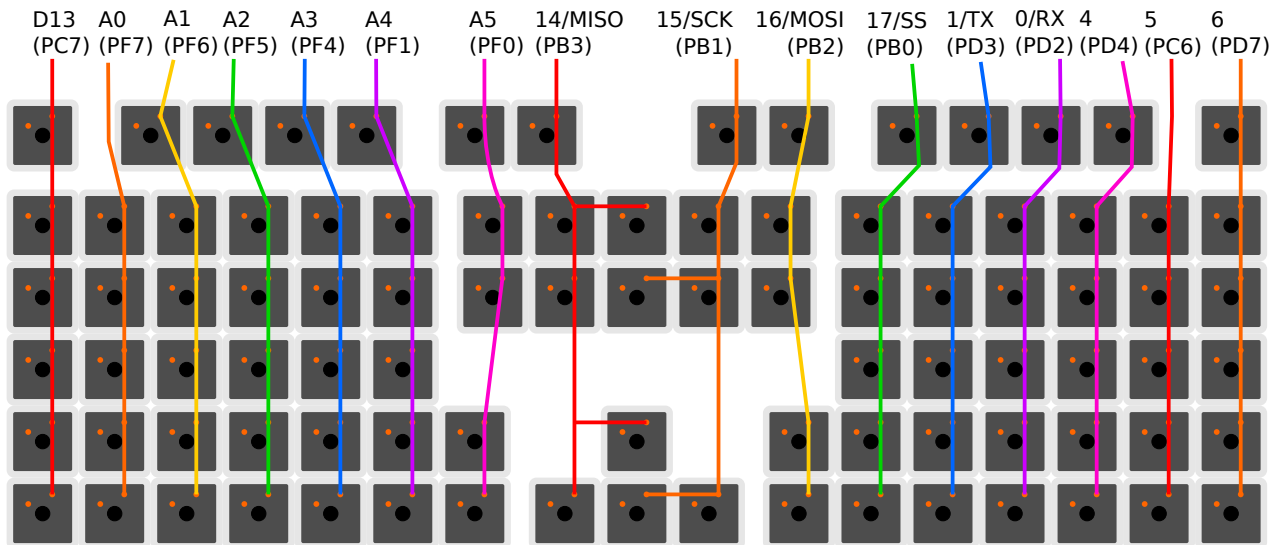 D13 A0 A1 A2 A3 A4 A5 14/MISO 15/SCK 16/MOSI 17/SS 1/TX 0/RX 4 5 6
(PC7) (PF7) (PF6) (PF5) (PF4) (PF1) (PF0) (PB3) (PB1) (PB2) (PB0) (PD3) (PD2) (PD4) (PC6) (PD7)